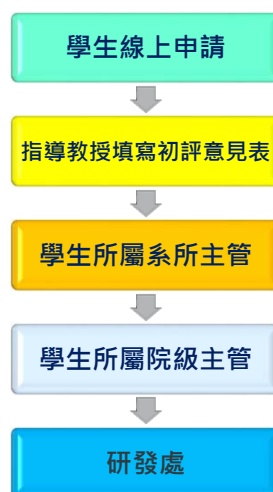 學生線上申請
指導教授填寫初評意見表
學生所屬系所主管
學生所屬院級主管
研發處